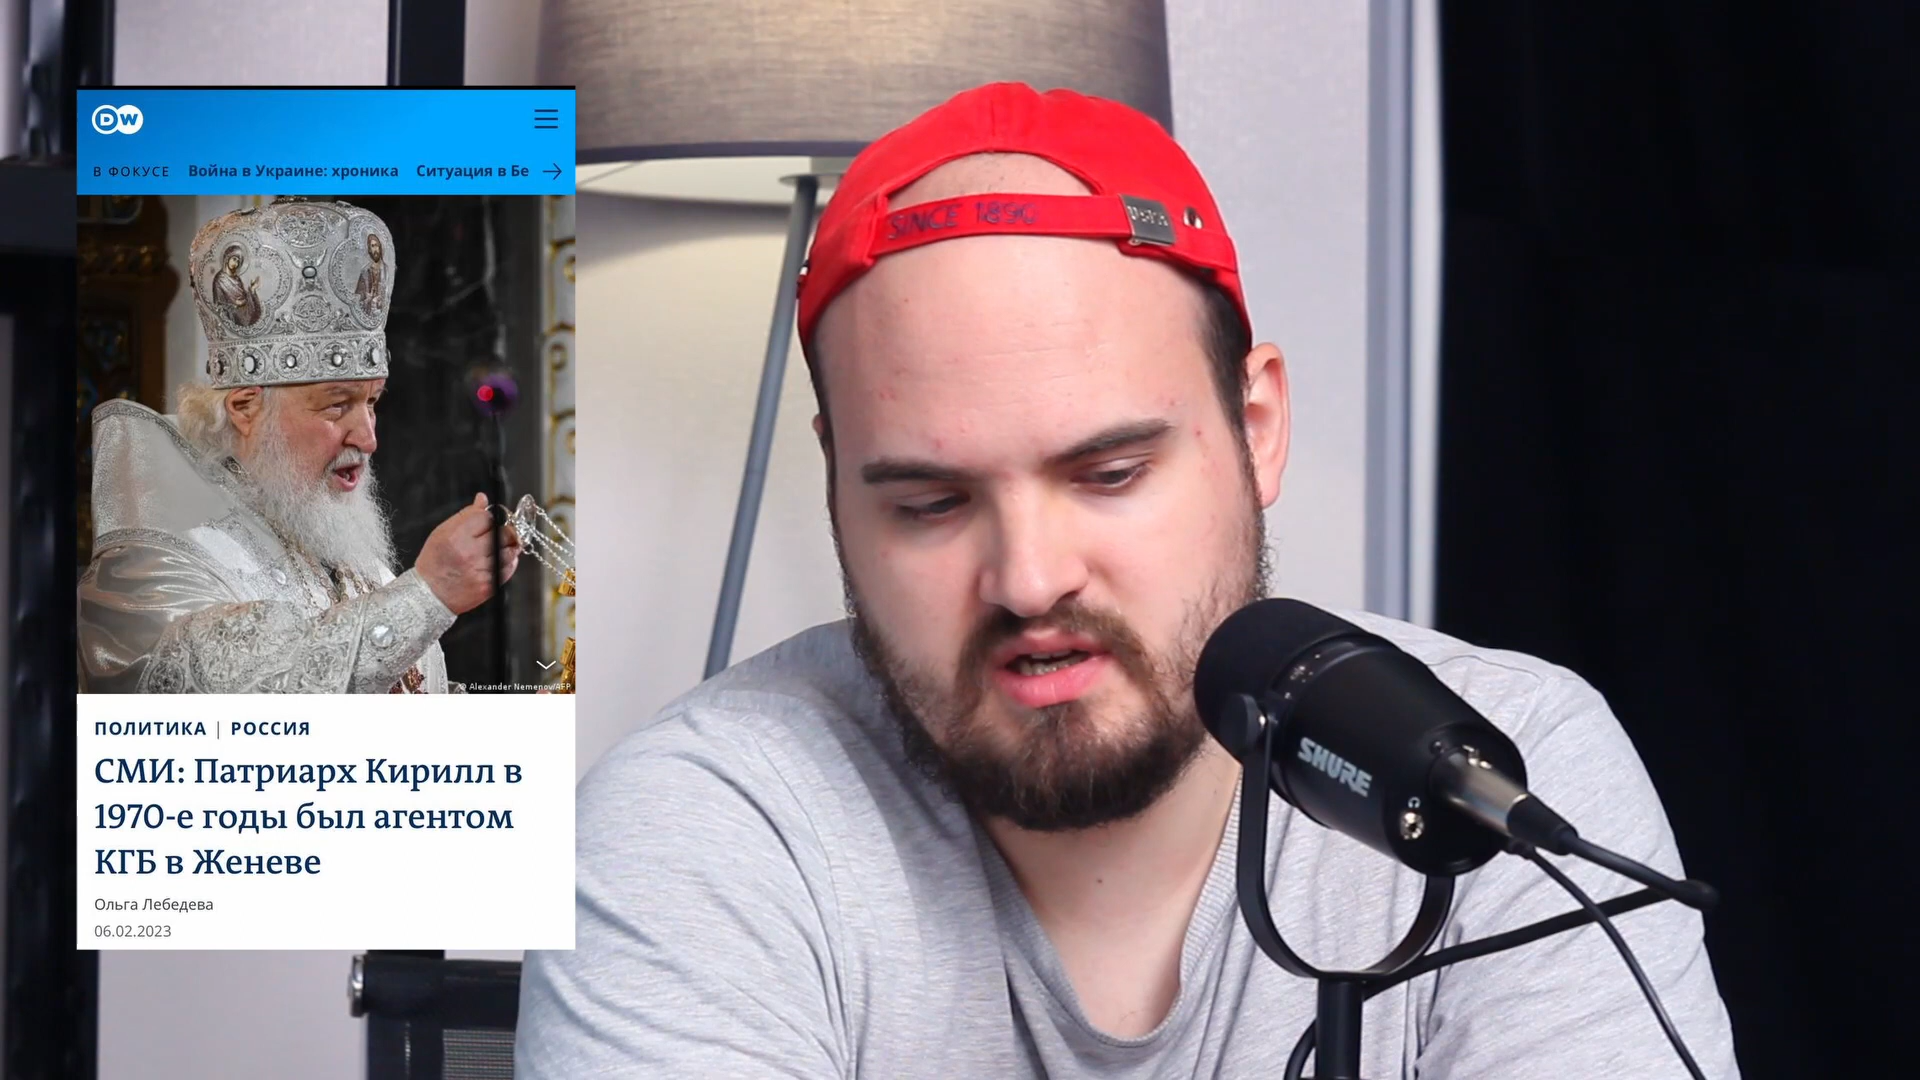 DW
В ФОКУСЕ Война в Украине: хроника Ситуация в Бе
© Alexander Nemenov/AFP
ПОЛИТИКА | РОССИЯ
СМИ: Патриарх Кирилл в
1970-е годы был агентом
КГБ в Женеве
Ольга Лебедева
06.02.2023
SINCE 1890
SHURE